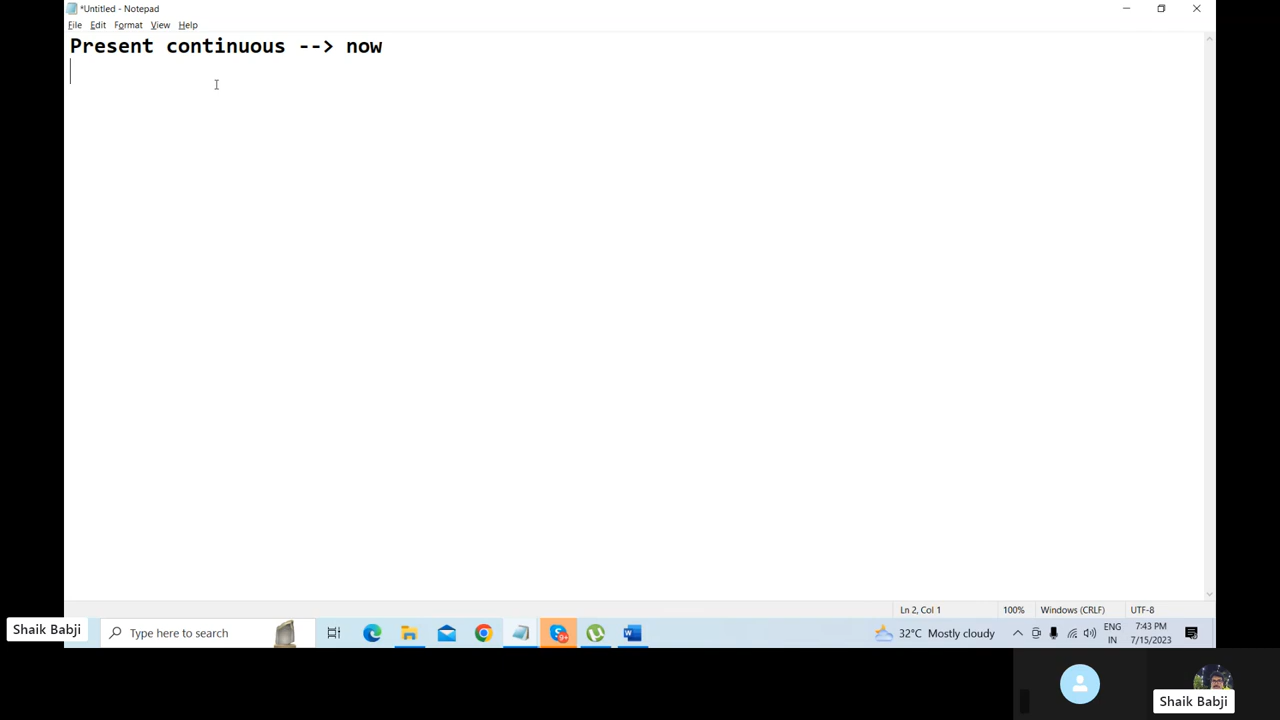 *Untitled - Notepad
File Edit Format View Help
Present continuous --> now
Ln 2, Col 1 100% Windows (CRLF) UTF-8
Shaik Babji
Type here to search
9+
W
32°C Mostly cloudy
ENG
IN
7:43 PM
7/15/2023
Shaik Babji